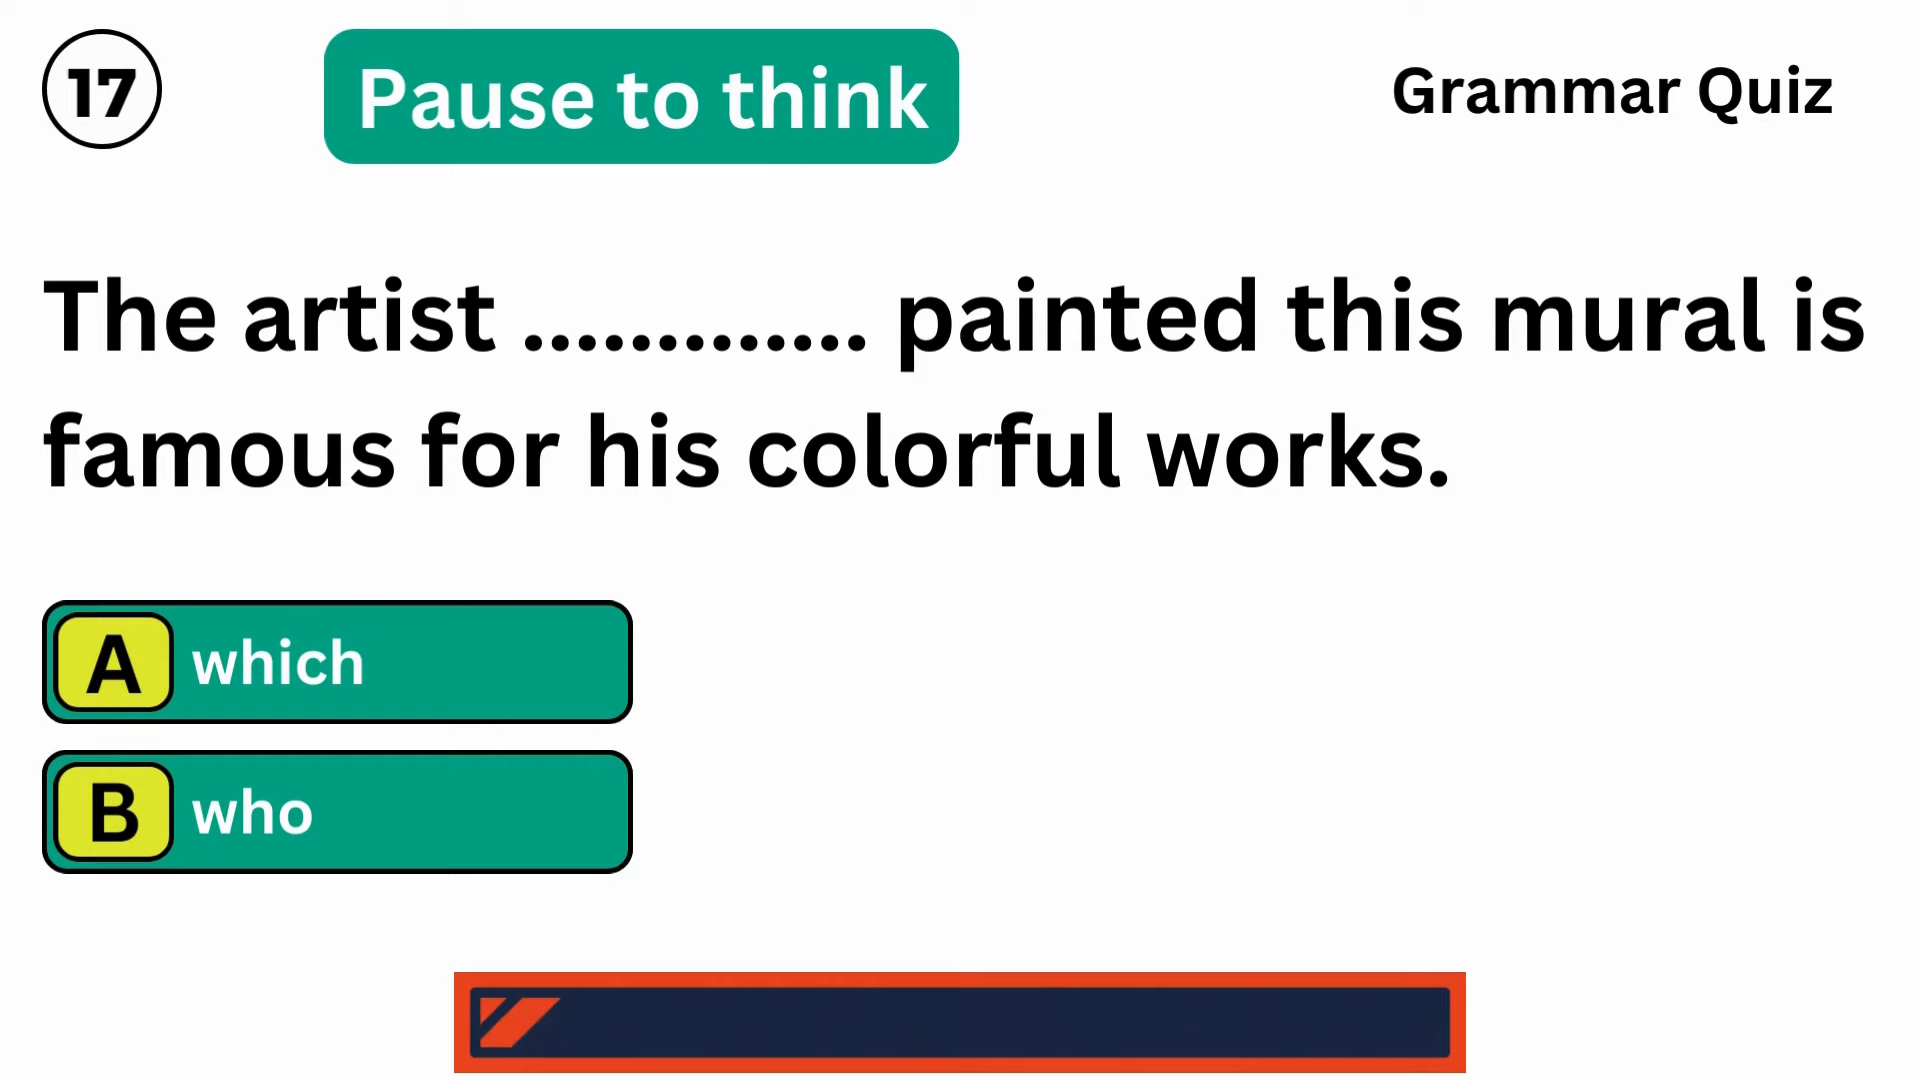 17
Pause to think
Grammar Quiz
The artist ............. painted this mural is
famous for his colorful works.
A which
B who